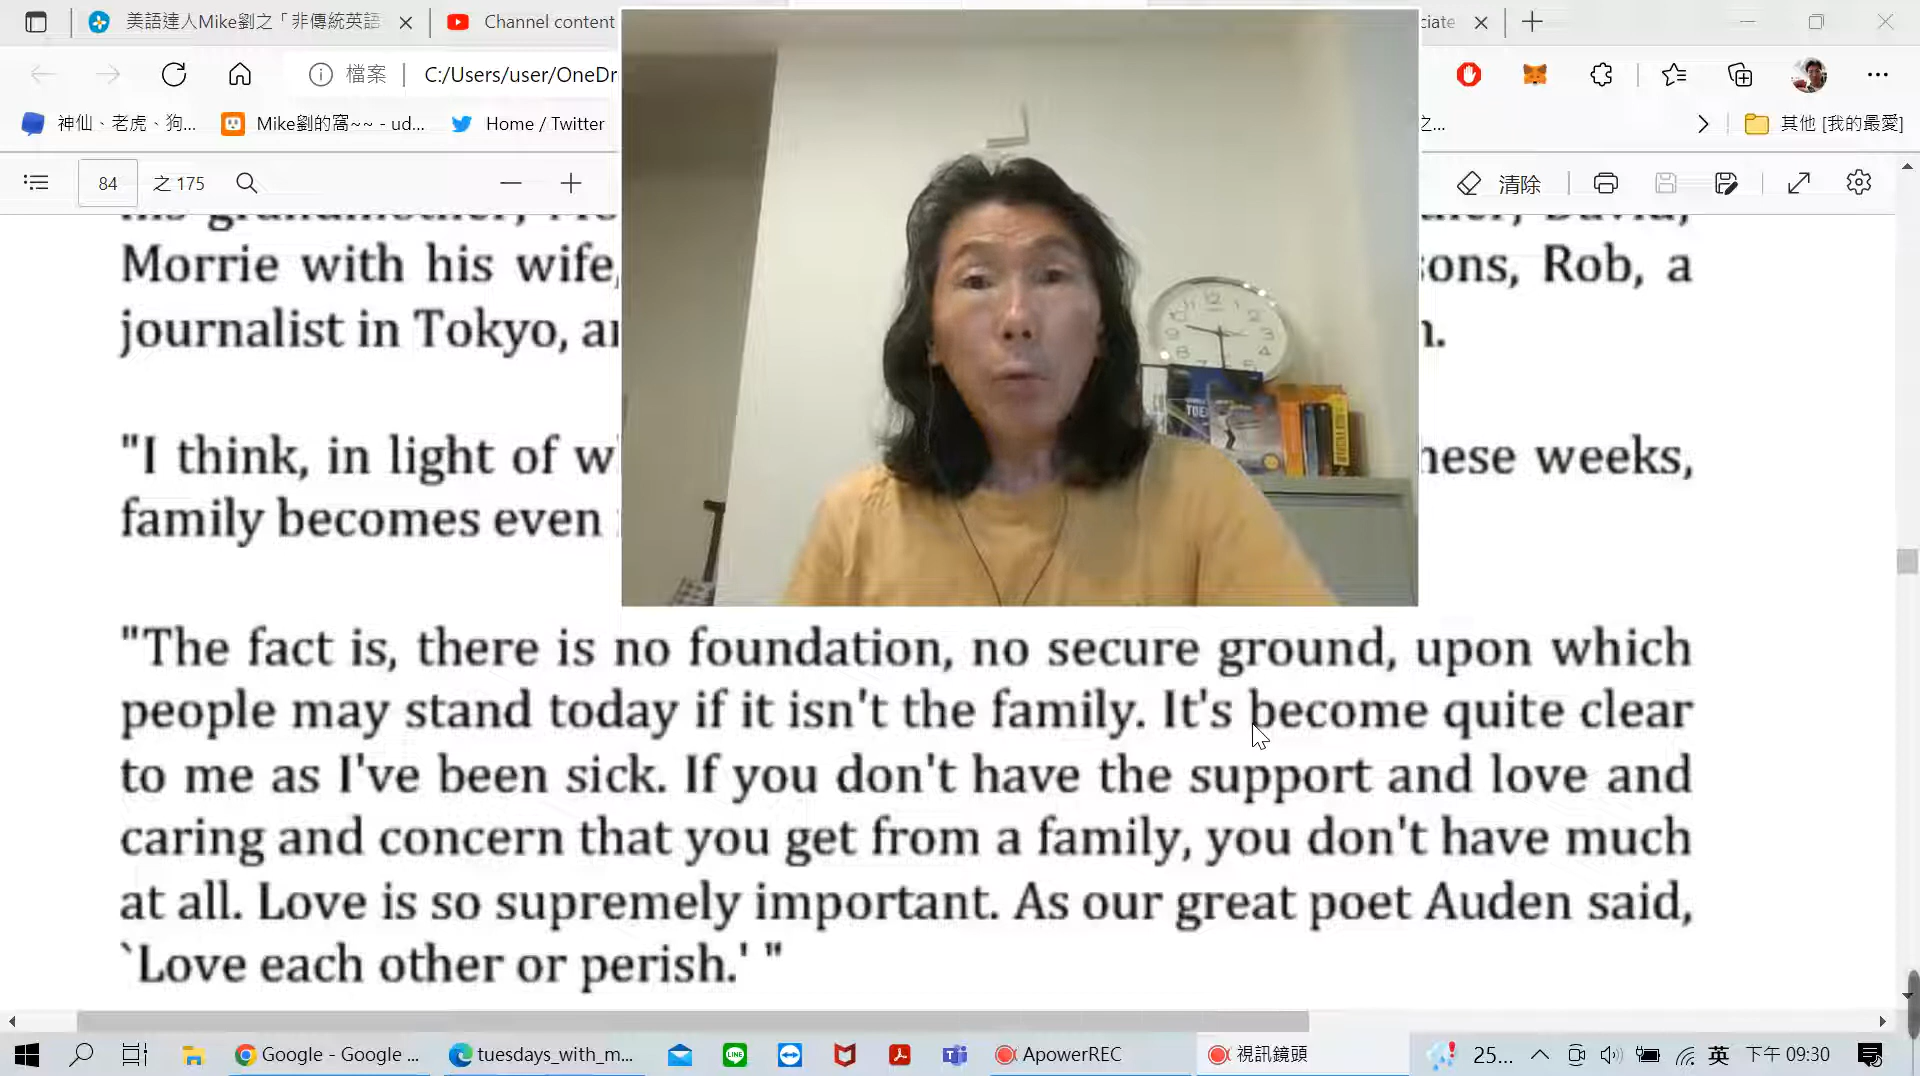 美語達人Mike劉之「非傳統英語
Channel content
ciate
檔案
C:/Users/user/OneDr
神仙、老虎、狗...
Mike劉的窩~~ - ud...
Home / Twitter
之...
其他 [我的最愛]
84 之 175
清除
Morrie with his wife, sons, Rob, a
journalist in Tokyo, an
"I think, in light of w these weeks,
family becomes even
"The fact is, there is no foundation, no secure ground, upon which
people may stand today if it isn't the family. It's become quite clear
to me as I've been sick. If you don't have the support and love and
caring and concern that you get from a family, you don't have much
at all. Love is so supremely important. As our great poet Auden said,
`Love each other or perish.' "
Google - Google ...
tuesdays_with_m...
ApowerREC
視訊鏡頭
25...
英
下午 09:30